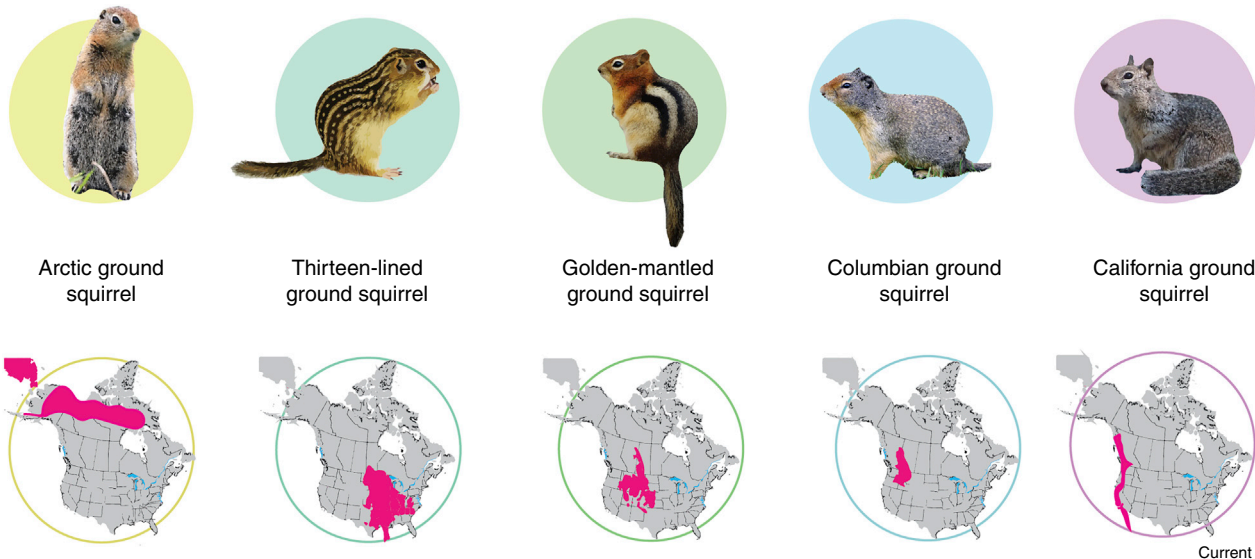 Arctic ground
squirrel
Thirteen-lined
ground squirrel
Golden-mantled
ground squirrel
Columbian ground
squirrel
California ground
squirrel
Current